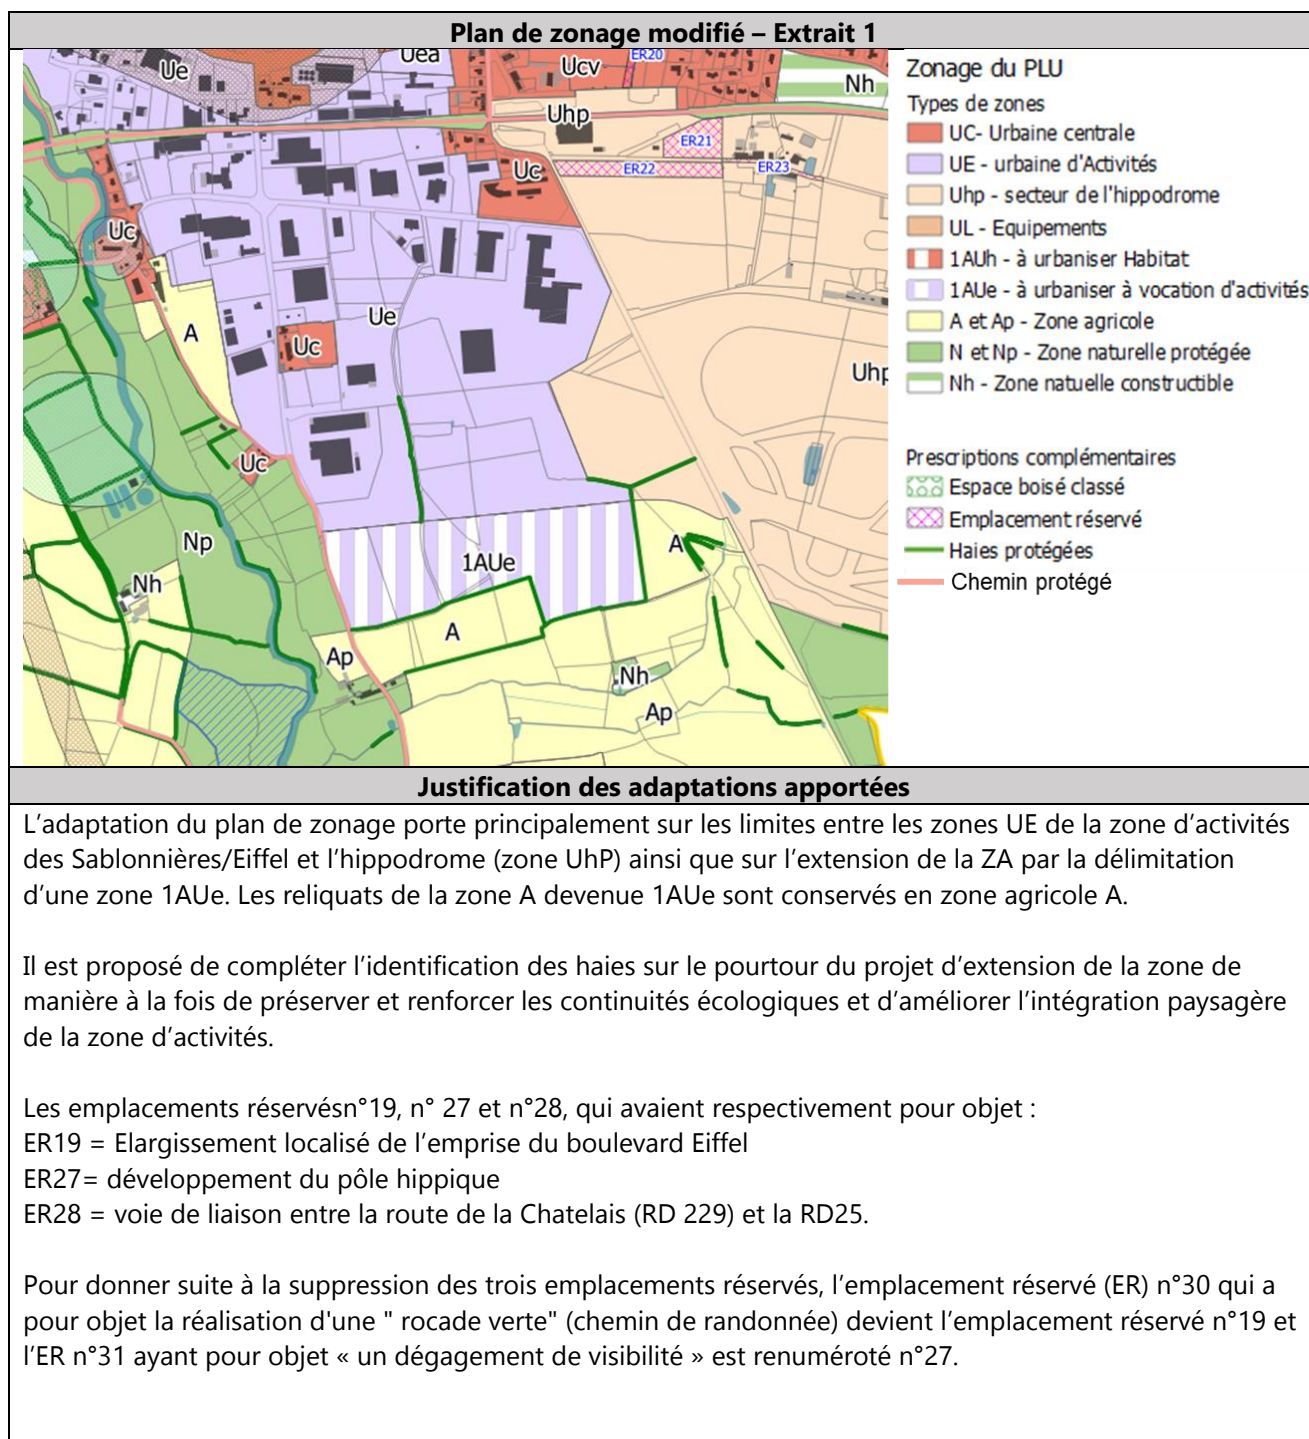 Plan de zonage modifié – Extrait 1
Ue
Uea
Ucv
ER20
Nh
Uhp
ER21
ER22
ER23
Uc
Uc
A
Ue
Uc
Uhp
Uc
Np
1AUe
A
Nh
A
Ap
Nh
Ap
Zonage du PLU
Types de zones
UC- Urbaine centrale
UE - urbaine d'Activités
Uhp - secteur de l'hippodrome
UL - Equipements
1AUh - à urbaniser Habitat
1AUe - à urbaniser à vocation d'activités
A et Ap - Zone agricole
N et Np - Zone naturelle protégée
Nh - Zone natuelle constructible
Prescriptions complémentaires
Espace boisé classé
Emplacement réservé
Haies protégées
Chemin protégé
Justification des adaptations apportées
L’adaptation du plan de zonage porte principalement sur les limites entre les zones UE de la zone d’activités
des Sablonnières/Eiffel et l’hippodrome (zone UhP) ainsi que sur l’extension de la ZA par la délimitation
d’une zone 1AUe. Les reliquats de la zone A devenue 1AUe sont conservés en zone agricole A.
Il est proposé de compléter l’identification des haies sur le pourtour du projet d’extension de la zone de
manière à la fois de préserver et renforcer les continuités écologiques et d’améliorer l’intégration paysagère
de la zone d’activités.
Les emplacements réservésn°19, n° 27 et n°28, qui avaient respectivement pour objet :
ER19 = Elargissement localisé de l’emprise du boulevard Eiffel
ER27= développement du pôle hippique
ER28 = voie de liaison entre la route de la Chatelais (RD 229) et la RD25.
Pour donner suite à la suppression des trois emplacements réservés, l’emplacement réservé (ER) n°30 qui a
pour objet la réalisation d'une " rocade verte" (chemin de randonnée) devient l’emplacement réservé n°19 et
l’ER n°31 ayant pour objet « un dégagement de visibilité » est renuméroté n°27.